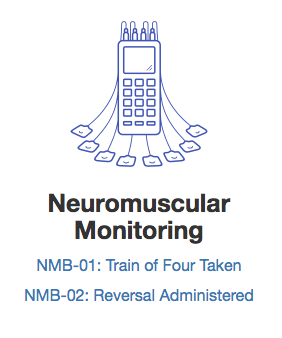 Neuromuscular
Monitoring
NMB-01: Train of Four Taken
NMB-02: Reversal Administered